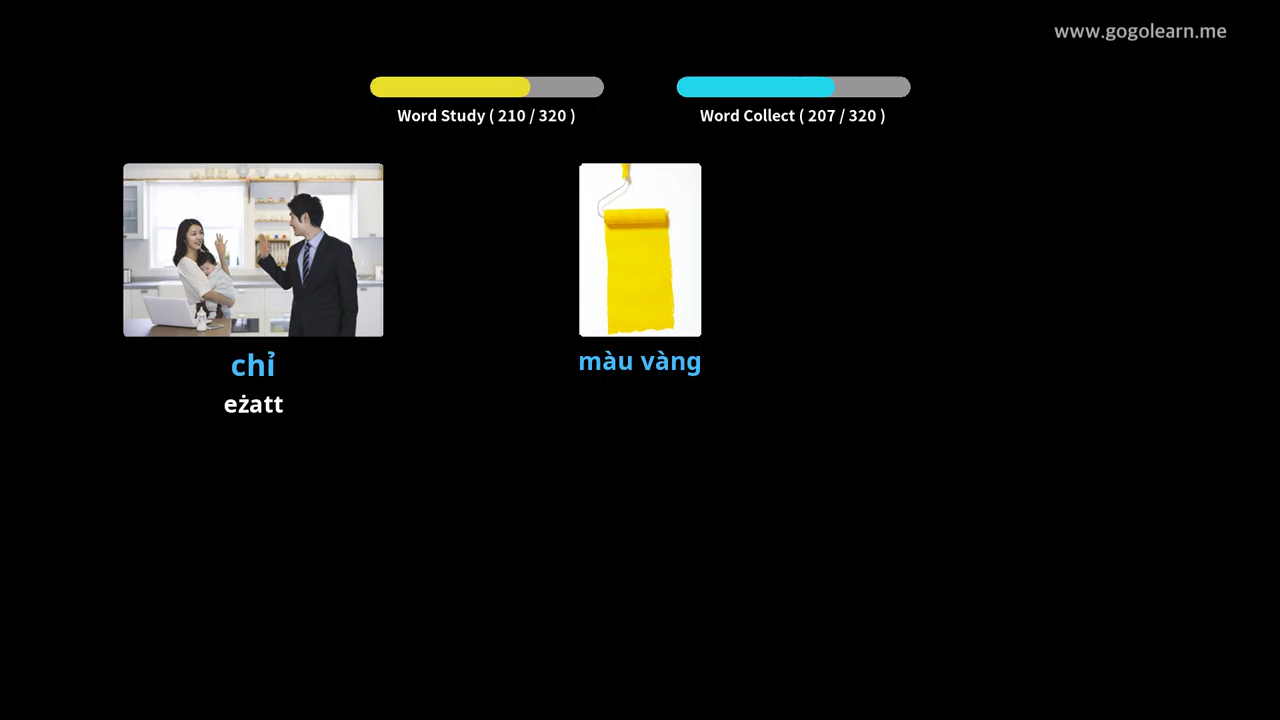 www.gogolearn.me
Word Study ( 210 / 320 )
Word Collect ( 207 / 320 )
chỉ
eżatt
màu vàng